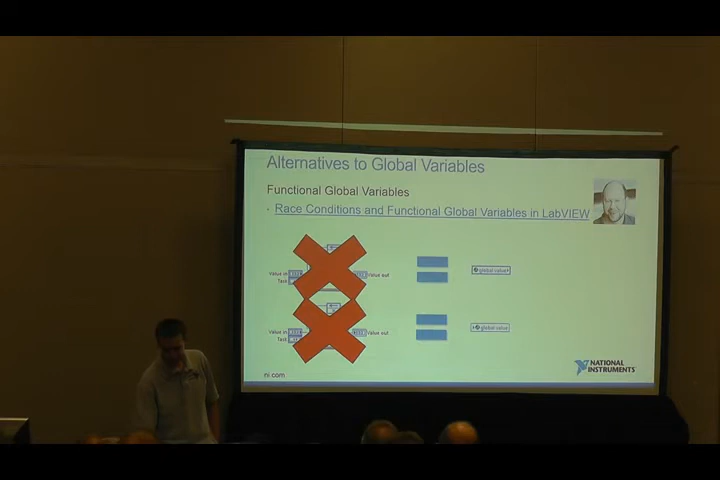 Alternatives to Global Variables
Functional Global Variables
· Race Conditions and Functional Global Variables in LabVIEW
Value in
Task
Value out
global value
Value in
Task
Value out
global value
ni.com
NATIONAL
INSTRUMENTS